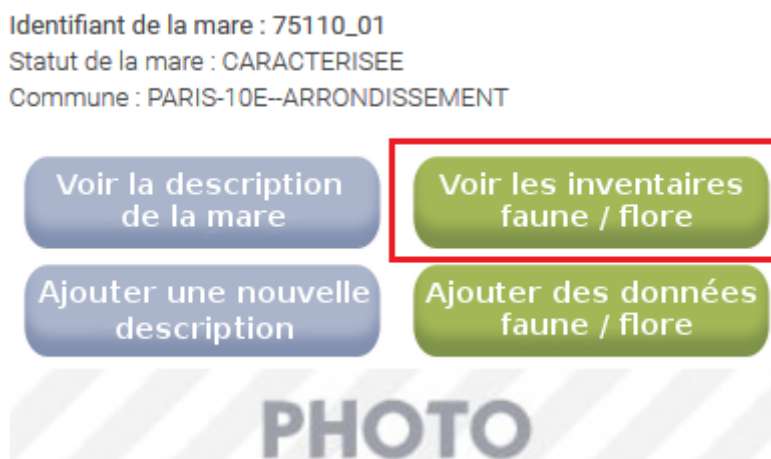 Identifiant de la mare : 75110_01
Statut de la mare : CARACTERISEE
Commune : PARIS-10E--ARRONDISSEMENT
Voir la description
de la mare
Voir les inventaires
faune / flore
Ajouter une nouvelle
description
Ajouter des données
faune / flore
PHOTO